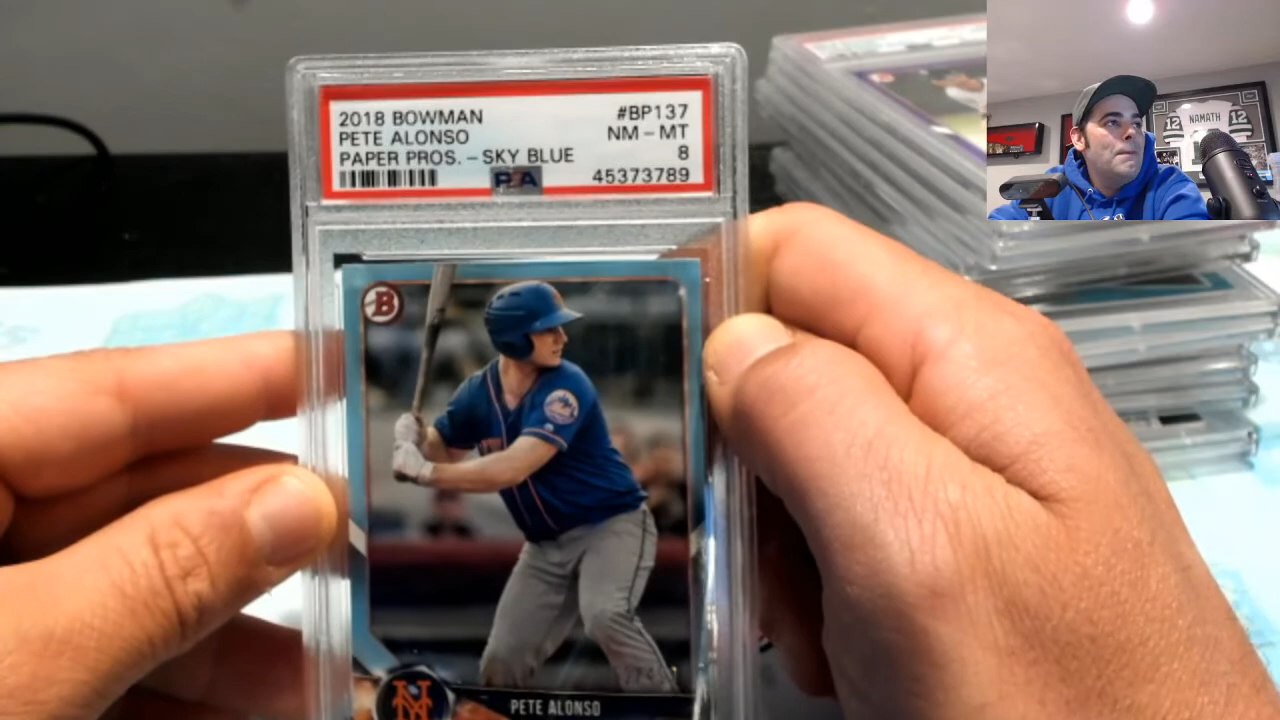 2018 BOWMAN #BP137
PETE ALONSO NM - MT
PAPER PROS. - SKY BLUE 8
PSA 45373789
B
NY
PETE ALONSO
12 NAMATH 12